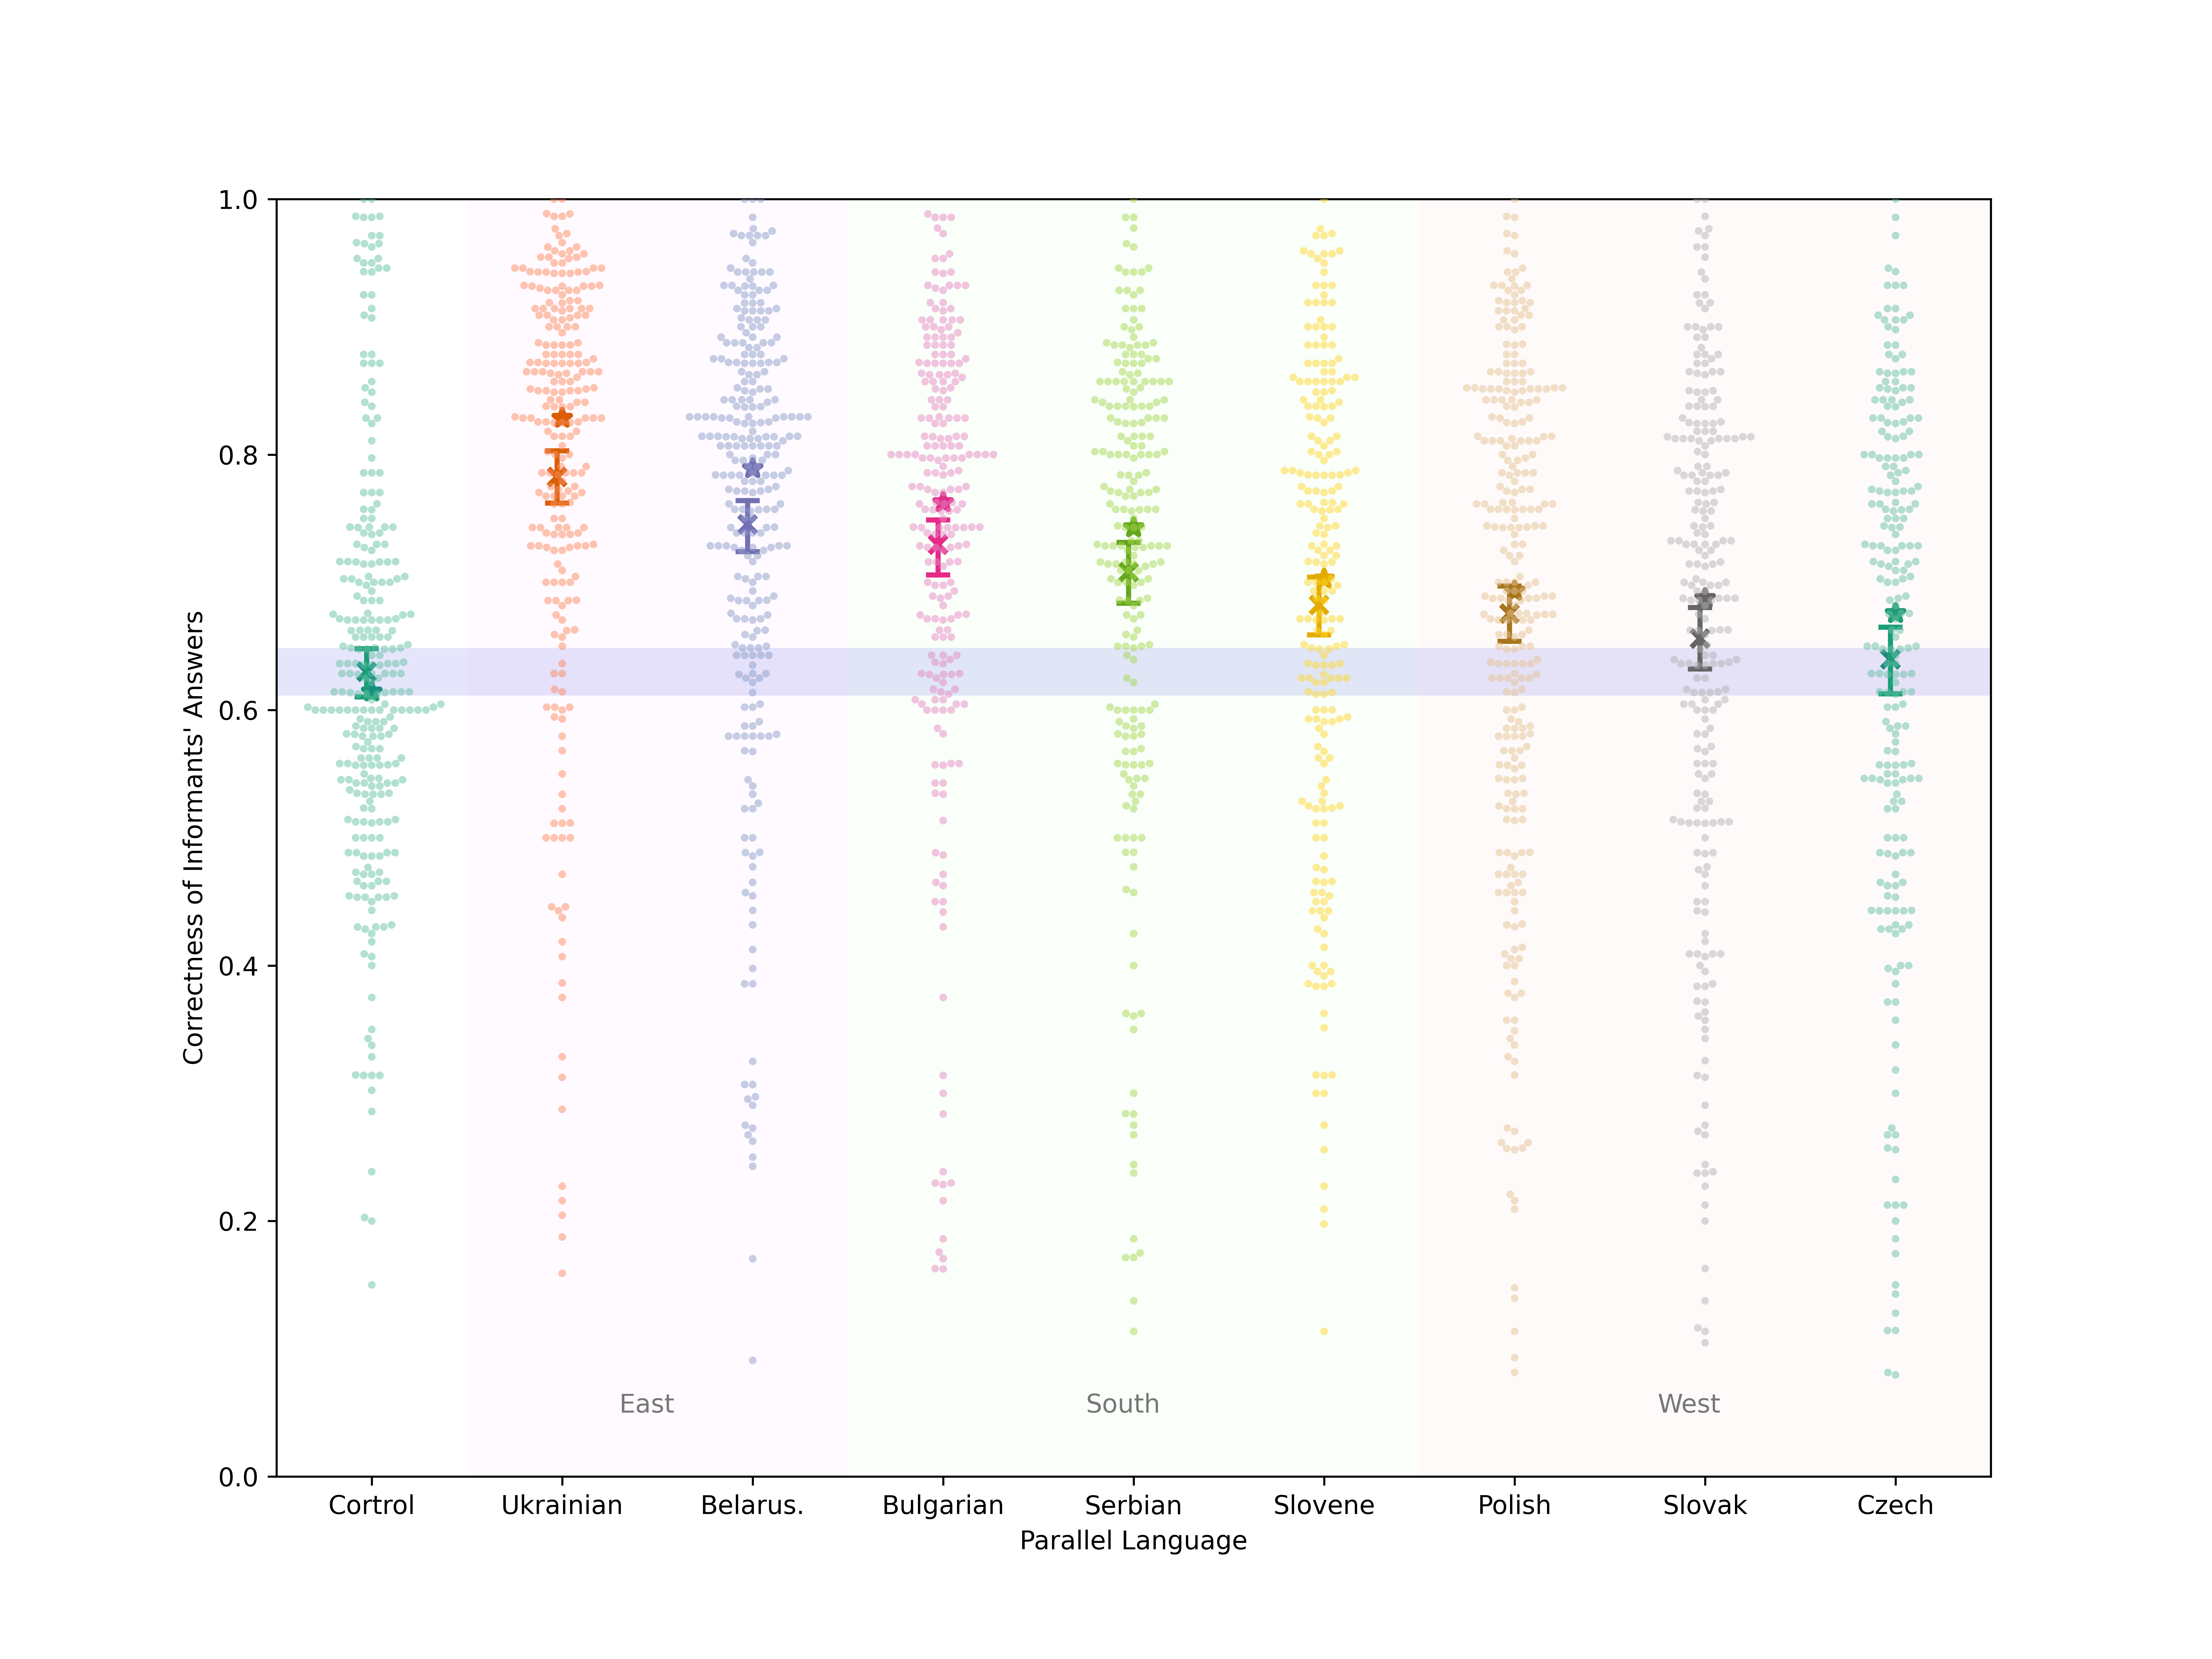 Correctness of Informants' Answers
1.0
0.8
0.6
0.4
0.2
0.0
East
South
West
Cortrol
Ukrainian
Belarus.
Bulgarian
Serbian
Slovene
Polish
Slovak
Czech
Parallel Language